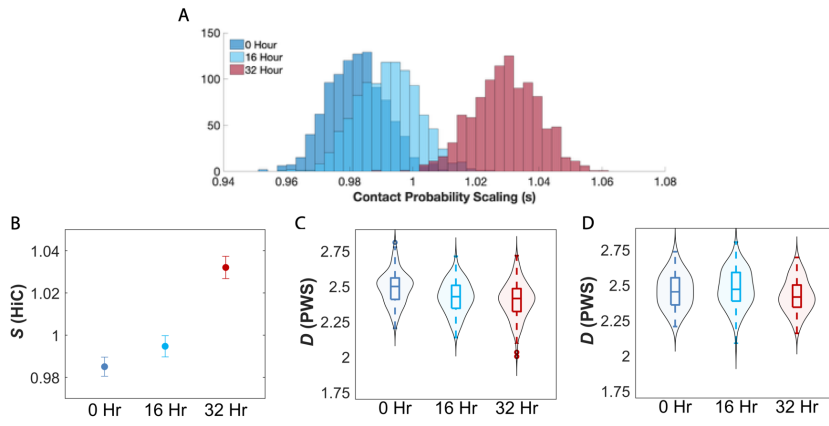 A
150
100
50
0
0 Hour
16 Hour
32 Hour
0.94 0.96 0.98 1 1.02 1.04 1.06 1.08
Contact Probability Scaling (s)
B
S (HiC)
1.04
1.02
1
0.98
0 Hr 16 Hr 32 Hr
C
D (PWS)
2.75
2.5
2.25
2
1.75
0 Hr 16 Hr 32 Hr
D
D (PWS)
2.75
2.5
2.25
2
1.75
0 Hr 16 Hr 32 Hr